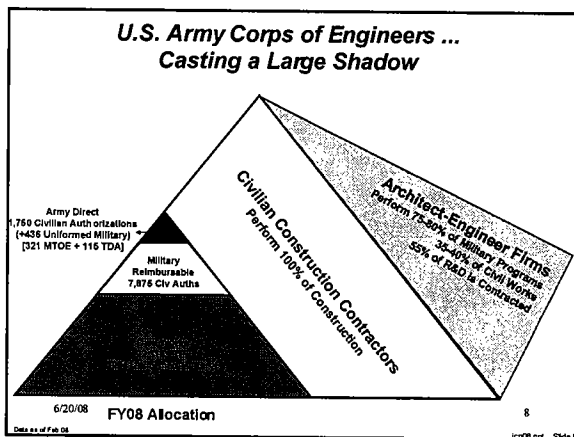 U.S. Army Corps of Engineers ...
Casting a Large Shadow
Army Direct
1,750 Civilian Authorizations
(+436 Uniformed Military)
[321 MTOE + 115 TDA]
Military
Reimbursable
7,875 Civ Auths
Civilian Construction Contractors
Perform 100% of Construction
Architect-Engineer Firms
Perform 75-80% of Military Programs
35-40% of Civil Works
55% of R&D is Contracted
6/20/08
FY08 Allocation
8
Data as of Feb 08
Slide